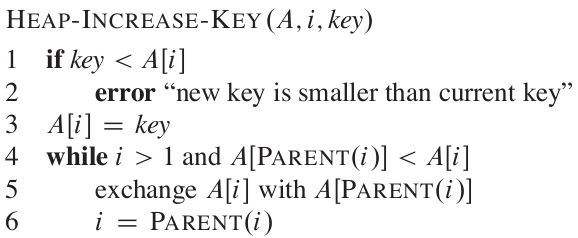 HEAP-INCREASE-KEY(A, i, key)
1 if key < A[i]
2 error “new key is smaller than current key”
3 A[i] = key
4 while i > 1 and A[PARENT(i)] < A[i]
5 exchange A[i] with A[PARENT(i)]
6 i = PARENT(i)